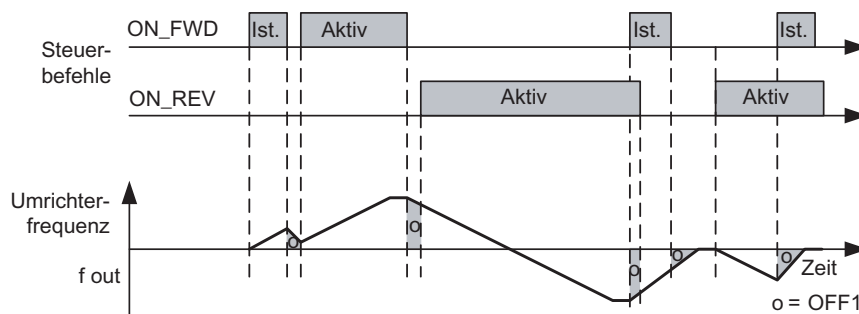 ON_FWD
Ist.
Aktiv
Ist.
Ist.
Steuer-
befehle
ON_REV
Aktiv
Aktiv
Umrichter-
frequenz
o
o
o
o
o
f out
Zeit
o = OFF1